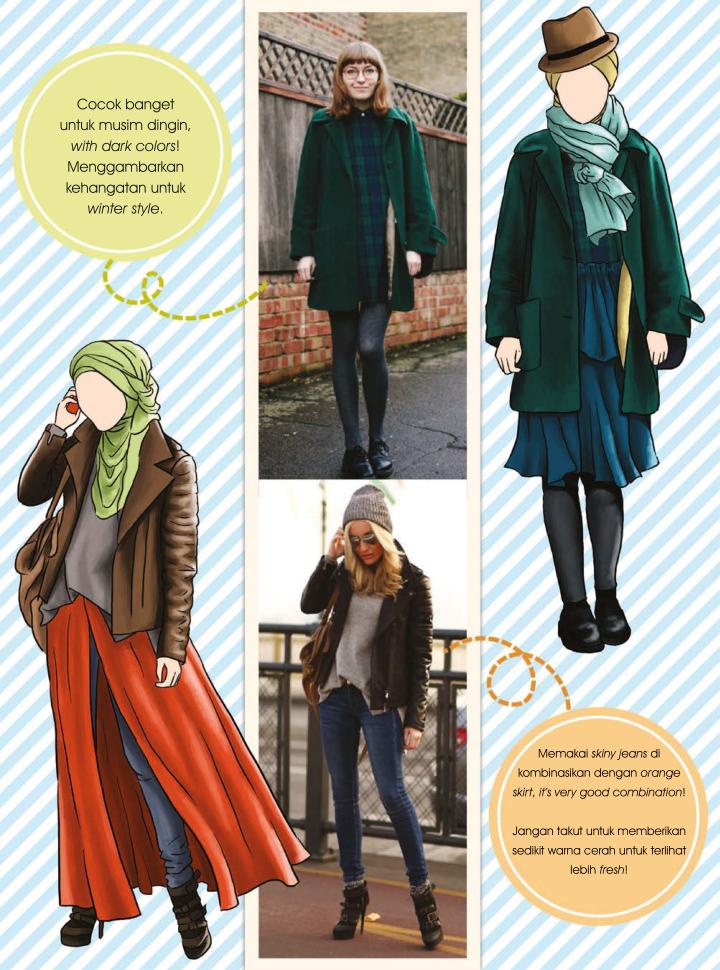 Cocok banget
untuk musim dingin,
with dark colors!
Menggambarkan
kehangatan untuk
winter style.
Memakai skiny jeans di
kombinasikan dengan orange
skirt, it's very good combination!
Jangan takut untuk memberikan
sedikit warna cerah untuk terlihat
lebih fresh!